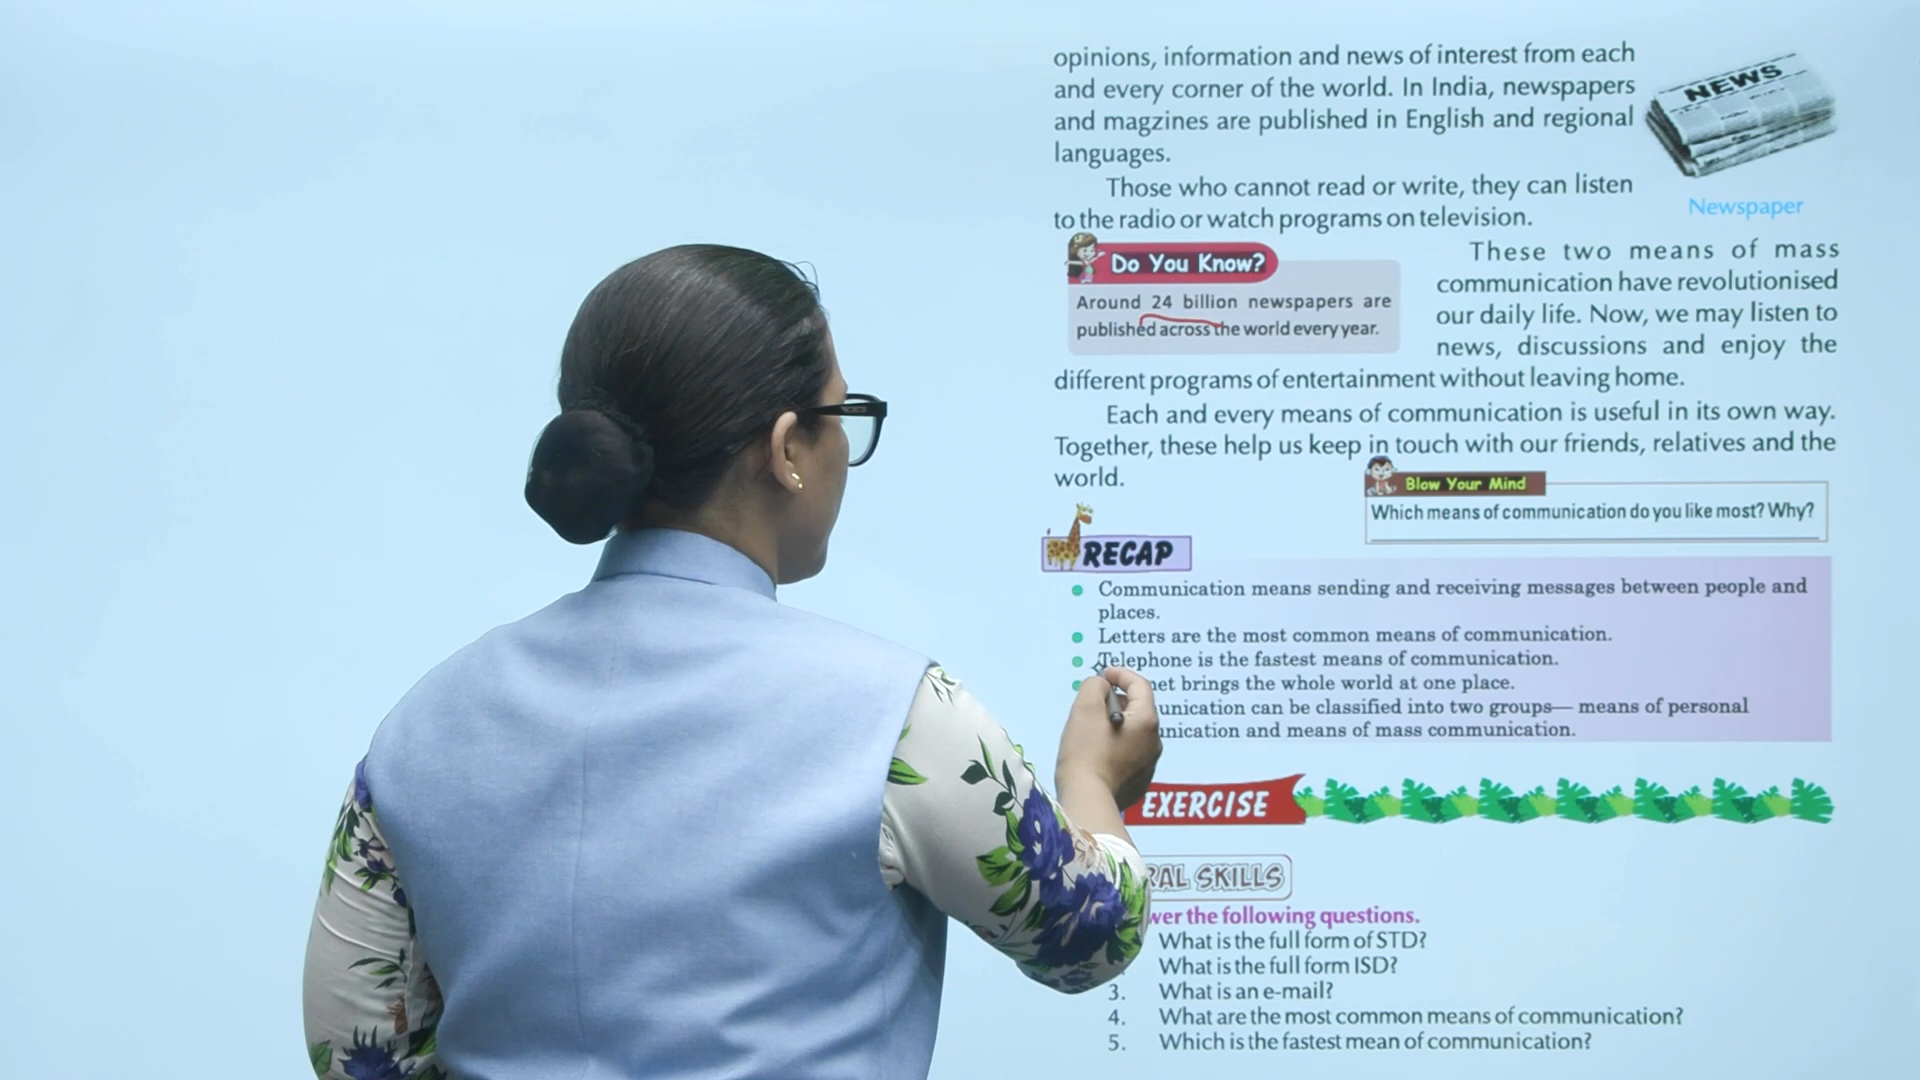 opinions, information and news of interest from each
and every corner of the world. In India, newspapers
and magzines are published in English and regional
languages.
NEWS
Newspaper
Those who cannot read or write, they can listen
to the radio or watch programs on television.
Do You Know?
Around 24 billion newspapers are
published across the world every year.
These two means of mass
communication have revolutionised
our daily life. Now, we may listen to
news, discussions and enjoy the
different programs of entertainment without leaving home.
Each and every means of communication is useful in its own way.
Together, these help us keep in touch with our friends, relatives and the
world.
Blow Your Mind
Which means of communication do you like most? Why?
RECAP
Communication means sending and receiving messages between people and
places.
Letters are the most common means of communication.
Telephone is the fastest means of communication.
brings the whole world at one place.
can be classified into two groups— means of personal
and means of mass communication.
EXERCISE
SKILLS
the following questions.
What is the full form of STD?
What is the full form ISD?
3. What is an e-mail?
4. What are the most common means of communication?
5. Which is the fastest mean of communication?